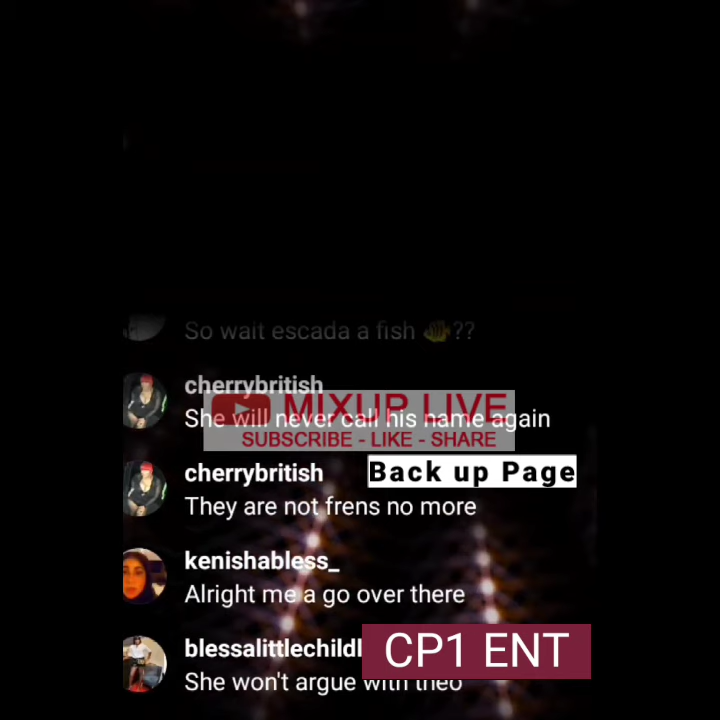 So wait escada a fish 🐠??
cherrybritish
MIXUP LIVE
She will never call his name again
SUBSCRIBE - LIKE - SHARE
cherrybritish
Back up Page
They are not frens no more
kenishabless_
Alright me a go over there
blessalittlechildl
CP1 ENT
She won't argue with theo